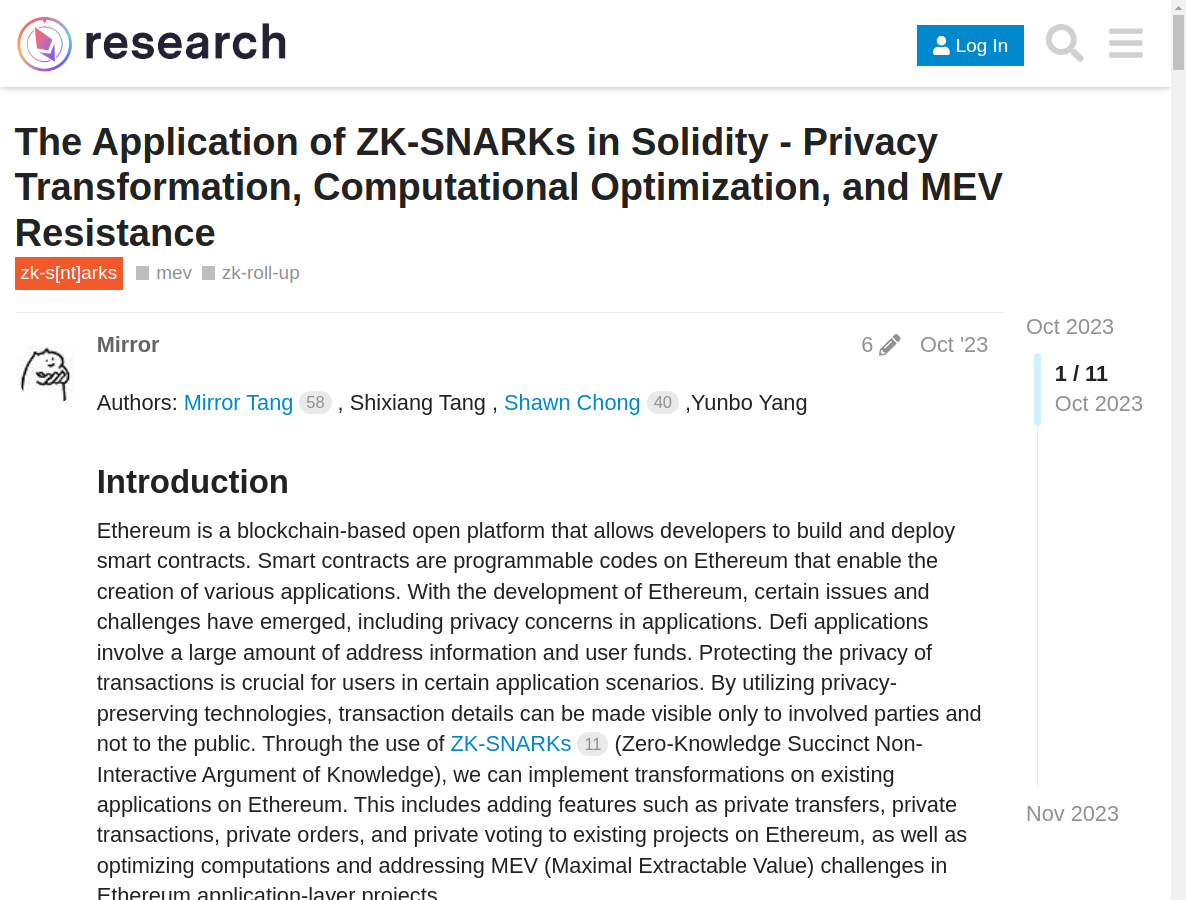 research
Log In
The Application of ZK-SNARKs in Solidity - Privacy
Transformation, Computational Optimization, and MEV
Resistance
zk-s[nt]arks mev zk-roll-up
Oct 2023
Mirror 6 Oct '23
1 / 11
Oct 2023
Authors: Mirror Tang 58 , Shixiang Tang , Shawn Chong 40 ,Yunbo Yang
Introduction
Ethereum is a blockchain-based open platform that allows developers to build and deploy
smart contracts. Smart contracts are programmable codes on Ethereum that enable the
creation of various applications. With the development of Ethereum, certain issues and
challenges have emerged, including privacy concerns in applications. Defi applications
involve a large amount of address information and user funds. Protecting the privacy of
transactions is crucial for users in certain application scenarios. By utilizing privacy-
preserving technologies, transaction details can be made visible only to involved parties and
not to the public. Through the use of ZK-SNARKs 11 (Zero-Knowledge Succinct Non-
Interactive Argument of Knowledge), we can implement transformations on existing
applications on Ethereum. This includes adding features such as private transfers, private
transactions, private orders, and private voting to existing projects on Ethereum, as well as
optimizing computations and addressing MEV (Maximal Extractable Value) challenges in
Ethereum application-layer projects.
Nov 2023